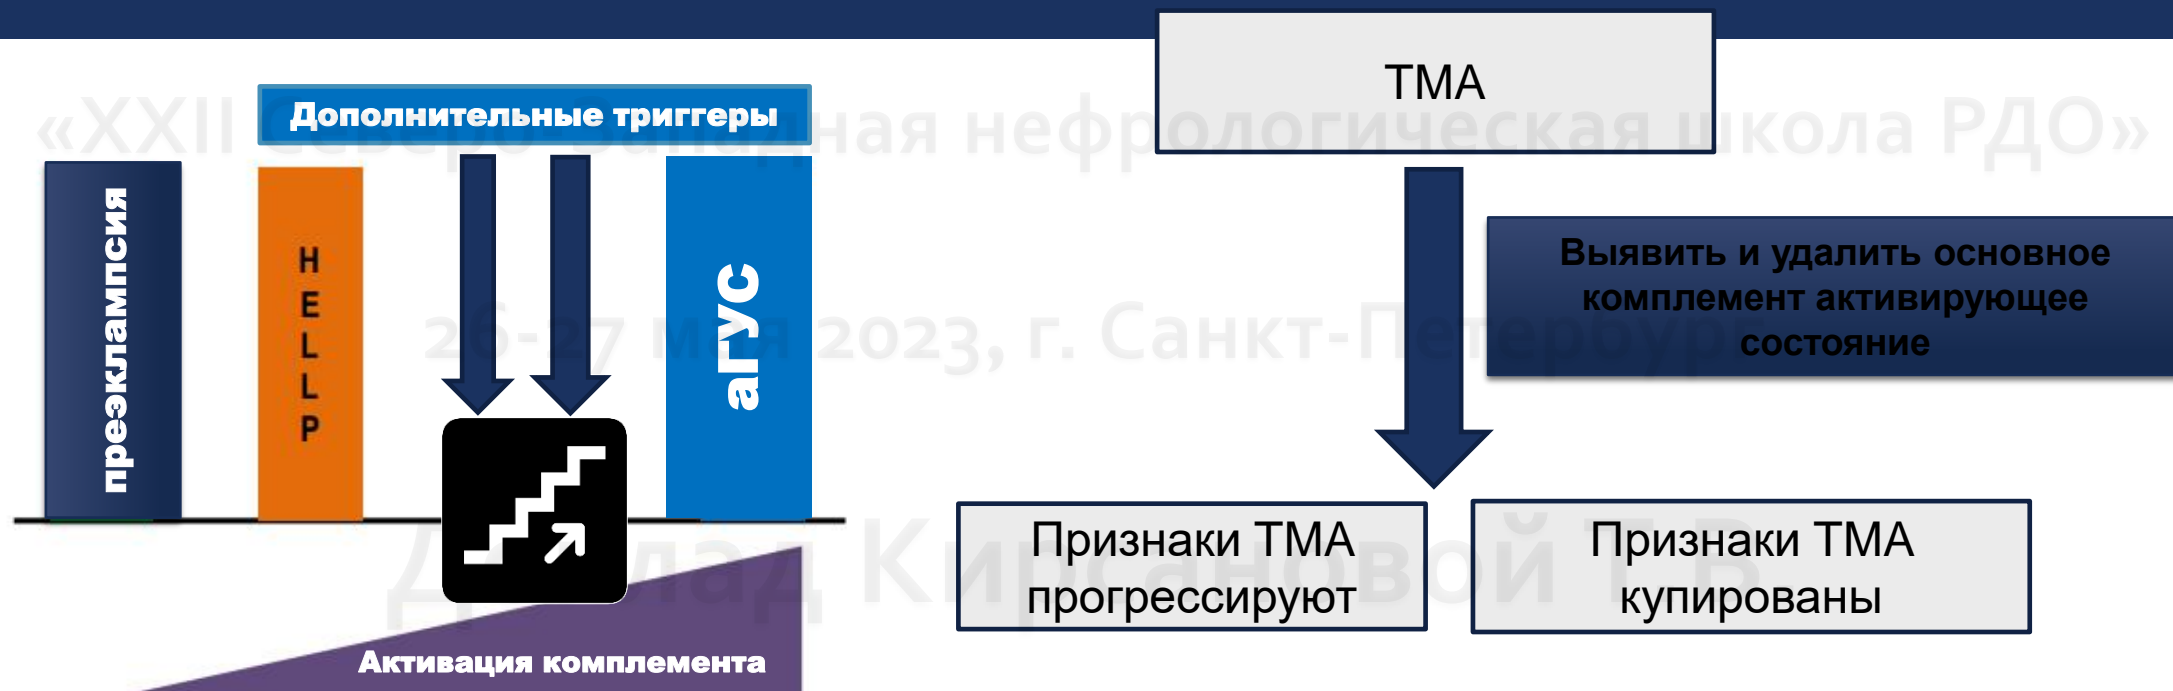 ТМА
Дополнительные триггеры
«XXII Северо-Западная нефрологическая школа РДО»
преэклампсия
H
E
L
L
P
аГУС
Выявить и удалить основное
комплемент активирующее
состояние
26-27 мая 2023, г. Санкт-Петербург
Признаки ТМА
прогрессируют
Признаки ТМА
купированы
Доклад Кирсановой Т.В.
Активация комплемента